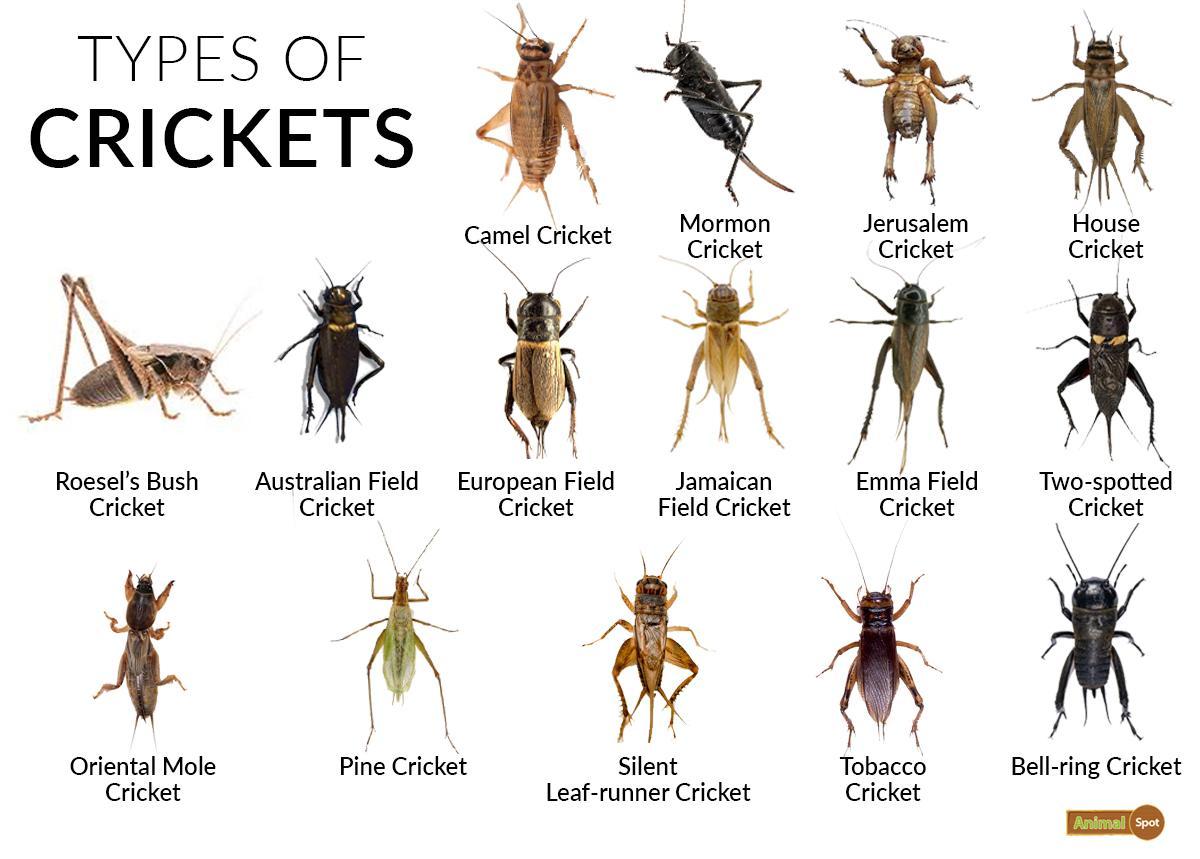 TYPES OF
CRICKETS
Camel Cricket
Mormon
Cricket
Jerusalem
Cricket
House
Cricket
Roesel's Bush
Cricket
Australian Field
Cricket
European Field
Cricket
Jamaican
Field Cricket
Emma Field
Cricket
Two-spotted
Cricket
Oriental Mole
Cricket
Pine Cricket
Silent
Leaf-runner Cricket
Tobacco
Cricket
Bell-ring Cricket
Animal Spot